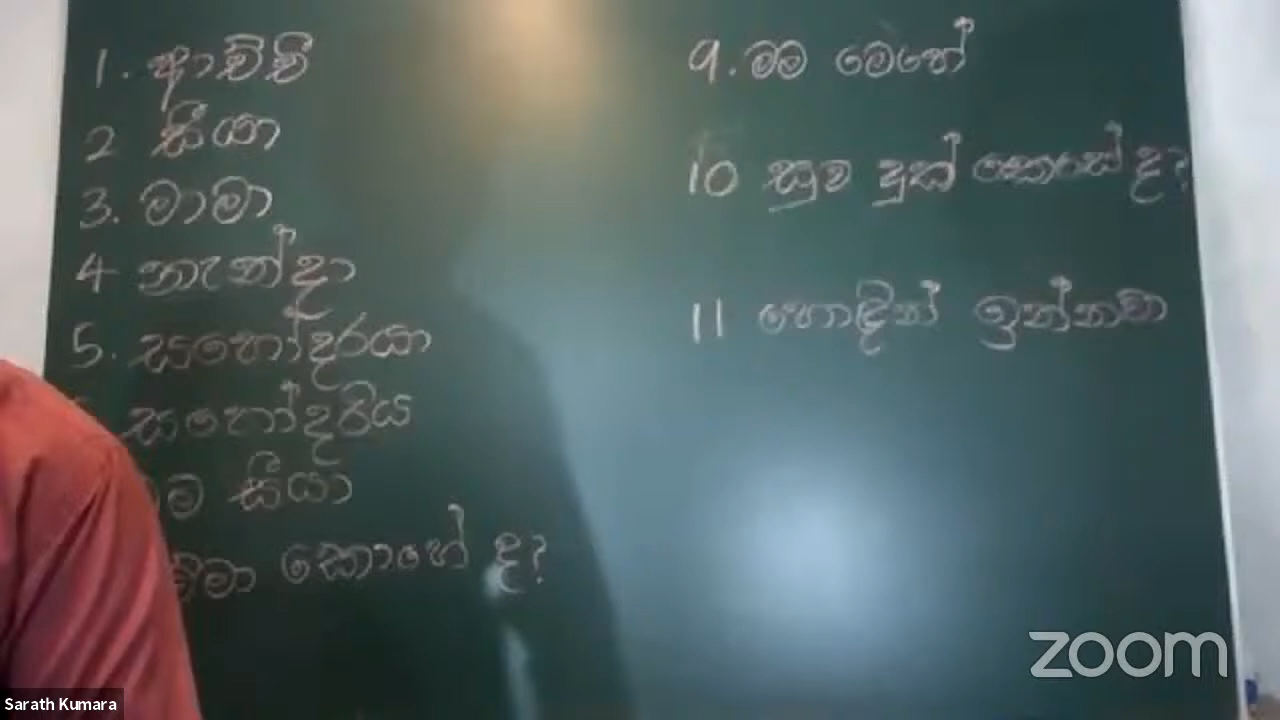 1. ආච්චී
2 සීයා
3. මාමා
4 නැන්දා
5. සහෝදරයා
සහෝදරිය
ම සීයා
ම්මා කොහේ ද?
9. මම මෙහේ
10 සුව දුක් කෙසේ ද?
11 හොඳින් ඉන්නවා
zoom
Sarath Kumara